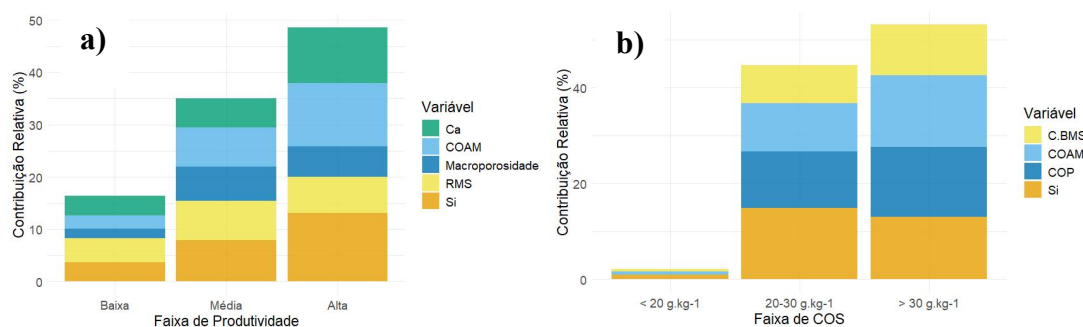 a)
Contribuição Relativa (%)
50
40
30
20
10
0
Baixa
Média
Alta
Faixa de Produtividade
Variável
Ca
COAM
Macroporosidade
RMS
Si
b)
Contribuição Relativa (%)
40
20
0
< 20 g.kg-1
20-30 g.kg-1
> 30 g.kg-1
Faixa de COS
Variável
C.BMS
COAM
COP
Si